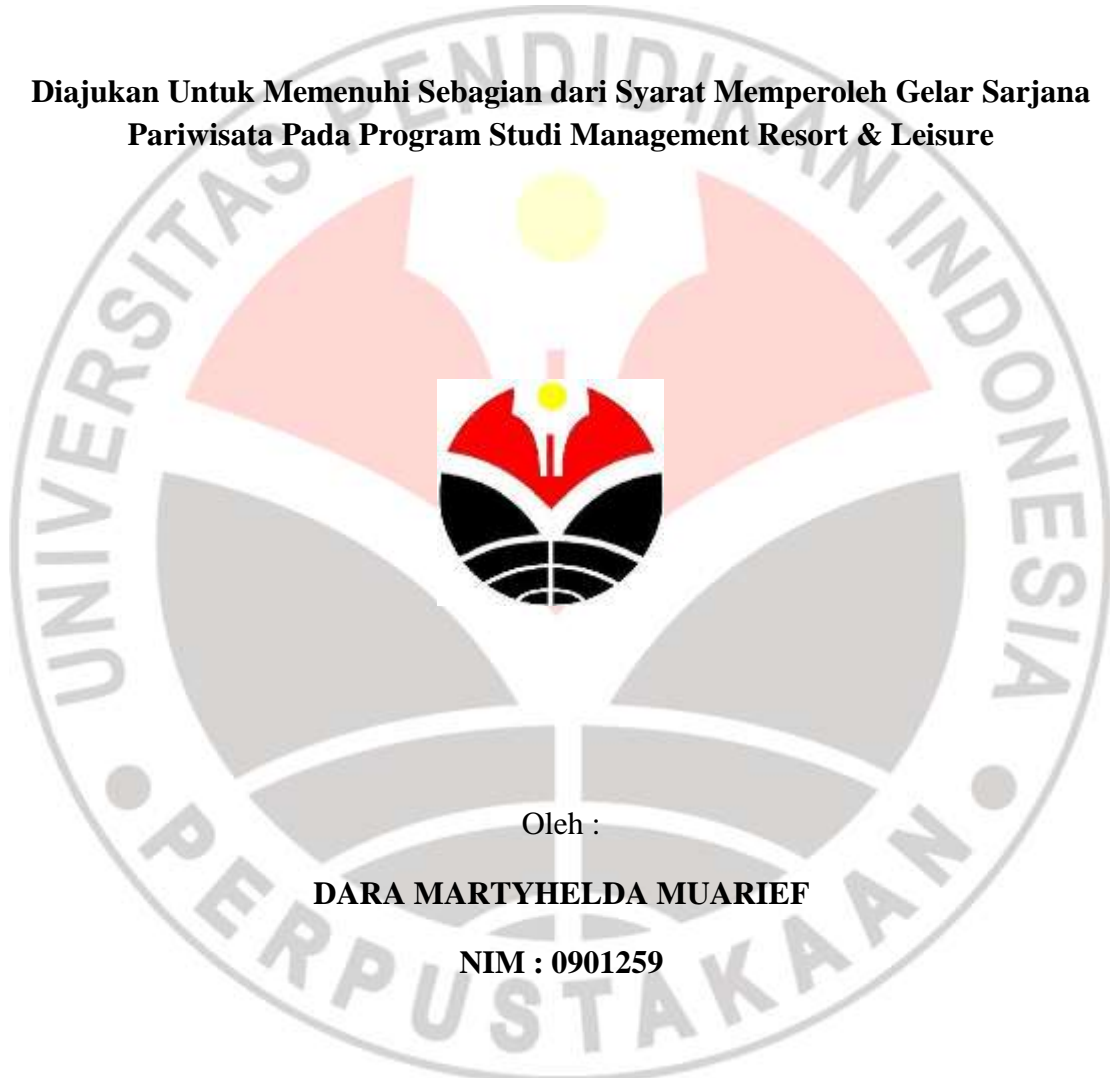 Diajukan Untuk Memenuhi Sebagian dari Syarat Memperoleh Gelar Sarjana
Pariwisata Pada Program Studi Management Resort & Leisure
Oleh :
DARA MARTYHELDA MUARIEF
NIM : 0901259
UNIVERSITAS PENDIDIKAN INDONESIA
PERPUSTAKAAN